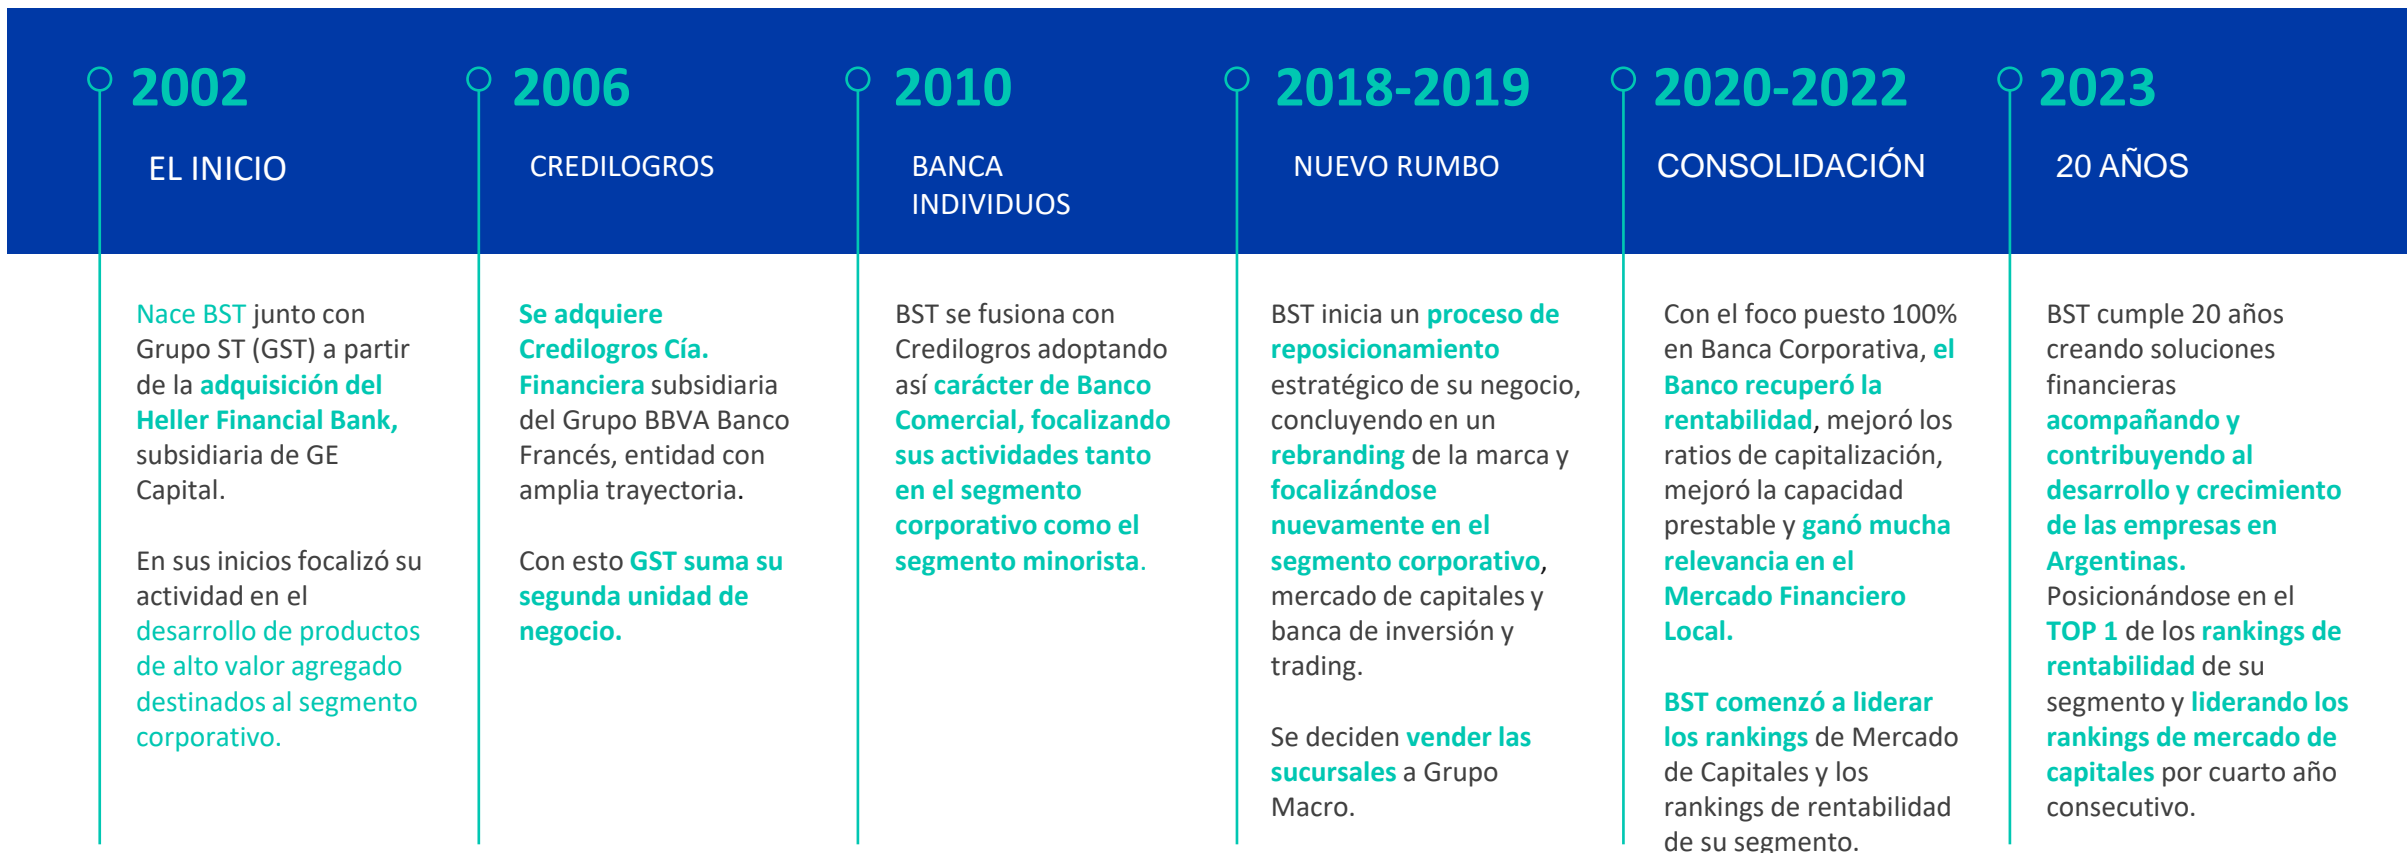 2002
EL INICIO
Nace BST junto con
Grupo ST (GST) a partir
de la adquisición del
Heller Financial Bank,
subsidiaria de GE
Capital.
En sus inicios focalizó su
actividad en el
desarrollo de productos
de alto valor agregado
destinados al segmento
corporativo.
2006
CREDILOGROS
Se adquiere
Credilogros Cía.
Financiera subsidiaria
del Grupo BBVA Banco
Francés, entidad con
amplia trayectoria.
Con esto GST suma su
segunda unidad de
negocio.
2010
BANCA
INDIVIDUOS
BST se fusiona con
Credilogros adoptando
así carácter de Banco
Comercial, focalizando
sus actividades tanto
en el segmento
corporativo como el
segmento minorista.
2018-2019
NUEVO RUMBO
BST inicia un proceso de
reposicionamiento
estratégico de su negocio,
concluyendo en un
rebranding de la marca y
focalizándose
nuevamente en el
segmento corporativo,
mercado de capitales y
banca de inversión y
trading.
Se deciden vender las
sucursales a Grupo
Macro.
2020-2022
CONSOLIDACIÓN
Con el foco puesto 100%
en Banca Corporativa, el
Banco recuperó la
rentabilidad, mejoró los
ratios de capitalización,
mejoró la capacidad
prestable y ganó mucha
relevancia en el
Mercado Financiero
Local.
BST comenzó a liderar
los rankings de Mercado
de Capitales y los
rankings de rentabilidad
de su segmento.
2023
20 AÑOS
BST cumple 20 años
creando soluciones
financieras
acompañando y
contribuyendo al
desarrollo y crecimiento
de las empresas en
Argentinas.
Posicionándose en el
TOP 1 de los rankings de
rentabilidad de su
segmento y liderando los
rankings de mercado de
capitales por cuarto año
consecutivo.